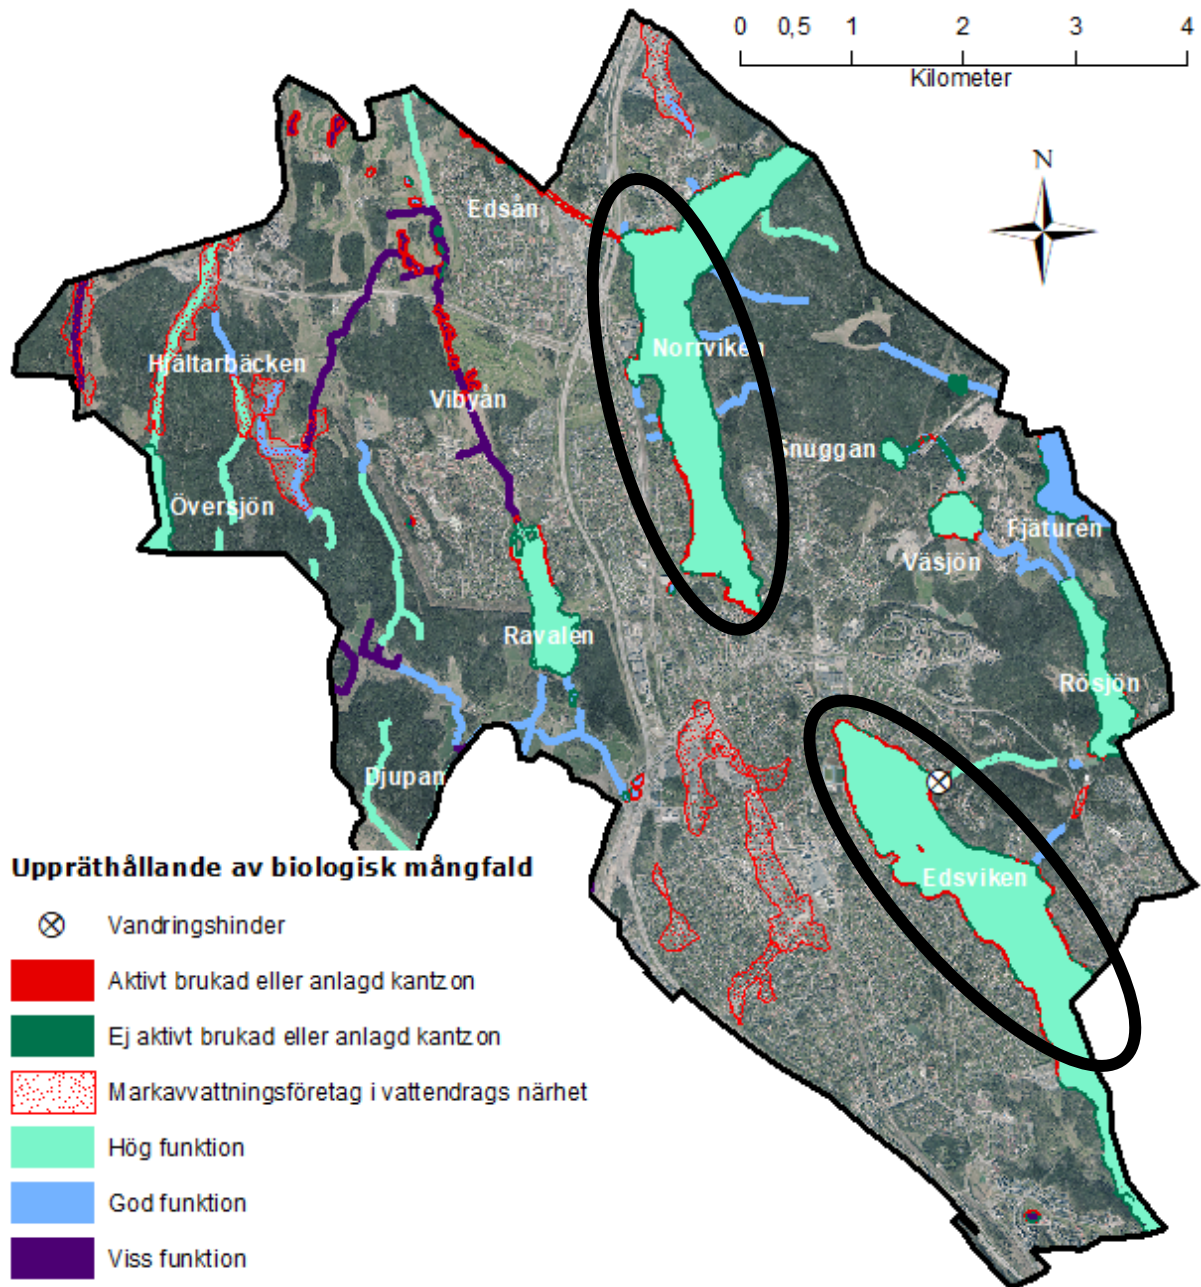 0 0,5 1 2 3 4
Kilometer
N
Edsån
Norrviken
Hjältarbäcken
Vibyån
Snuggan
Översjön
Fjäturen
Väsjön
Ravalen
Rösjön
Djupan
Edsviken
Uppräthållande av biologisk mångfald
Vandringshinder
Aktivt brukad eller anlagd kantzon
Ej aktivt brukad eller anlagd kantzon
Markavvattningsföretag i vattendrags närhet
Hög funktion
God funktion
Viss funktion